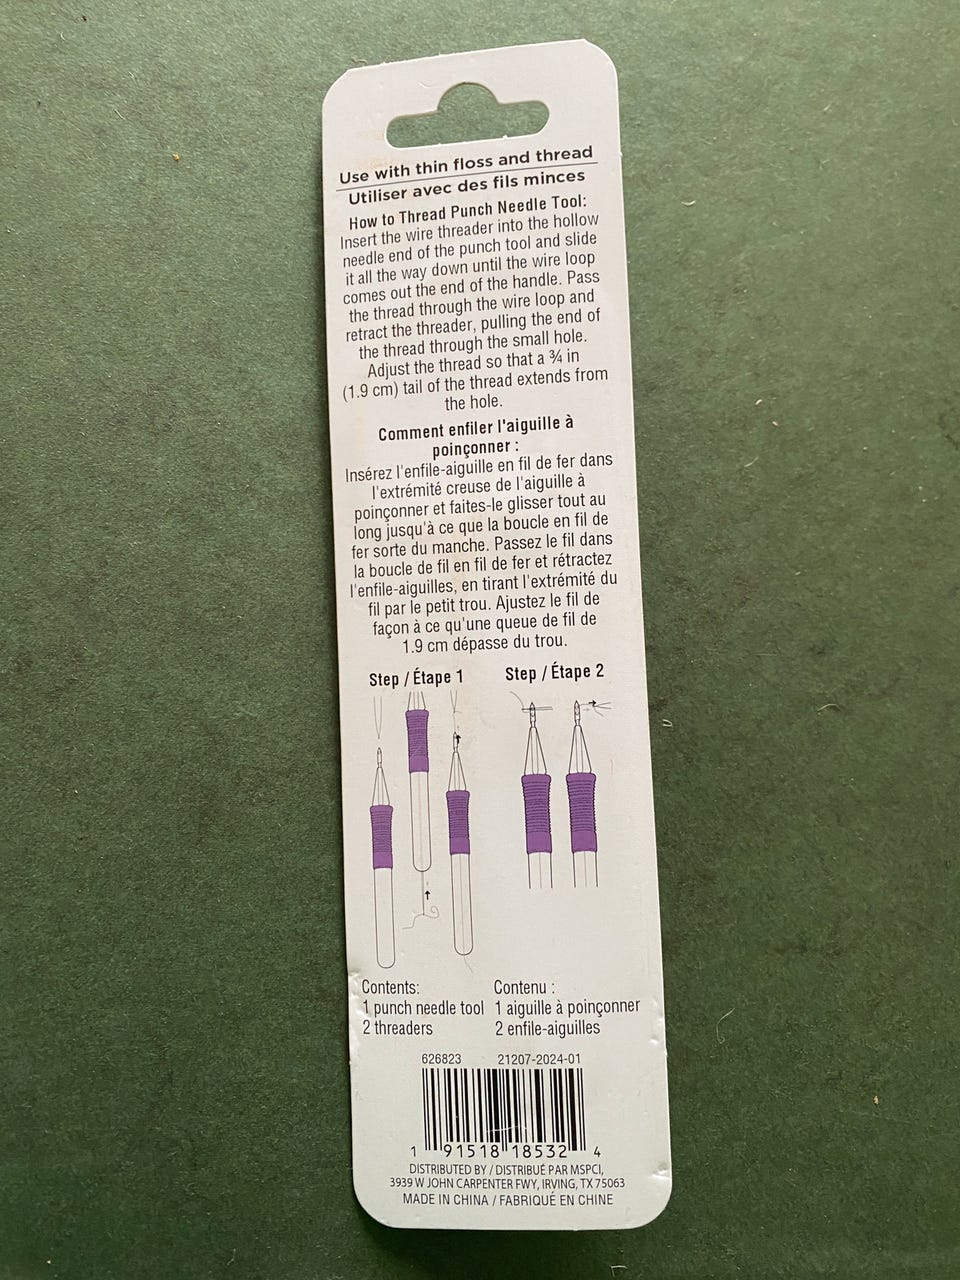 Use with thin floss and thread
Utiliser avec des fils minces
How to Thread Punch Needle Tool:
Insert the wire threader into the hollow
needle end of the punch tool and slide
it all the way down until the wire loop
comes out the end of the handle. Pass
the thread through the wire loop and
retract the threader, pulling the end of
the thread through the small hole.
Adjust the thread so that a ¾ in
(1.9 cm) tail of the thread extends from
the hole.
Comment enfiler l'aiguille à
poinçonner :
Insérez l'enfile-aiguille en fil de fer dans
l'extrémité creuse de l'aiguille à
poinçonner et faites-le glisser tout au
long jusqu'à ce que la boucle en fil de
fer sorte du manche. Passez le fil dans
la boucle de fil en fil de fer et rétractez
l'enfile-aiguilles, en tirant l'extrémité du
fil par le petit trou. Ajustez le fil de
façon à ce qu'une queue de fil de
1.9 cm dépasse du trou.
Step / Étape 1
Step / Étape 2
Contents:
1 punch needle tool
2 threaders
Contenu :
1 aiguille à poinçonner
2 enfile-aiguilles
626823 21207-2024-01
1 91518 18532 4
DISTRIBUTED BY / DISTRIBUÉ PAR MSPCI,
3939 W JOHN CARPENTER FWY, IRVING, TX 75063
MADE IN CHINA / FABRIQUÉ EN CHINE